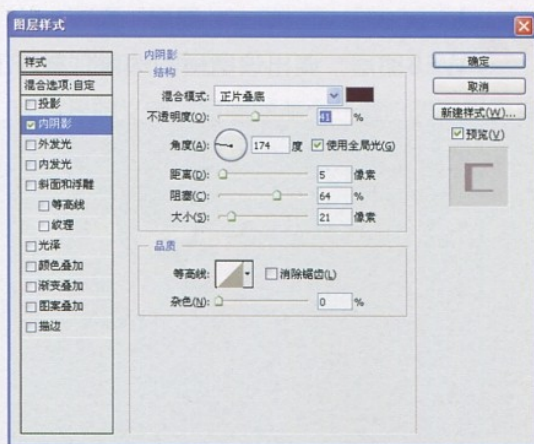 图层样式
样式
混合选项:自定
投影
内阴影
外发光
内发光
斜面和浮雕
等高线
纹理
光泽
颜色叠加
渐变叠加
图案叠加
描边
内阴影
结构
混合模式: 正片叠底
不透明度(O): 41 %
角度(A): 174 度 使用全局光(G)
距离(D): 5 像素
阻塞(C): 64 %
大小(S): 21 像素
品质
等高线: 消除锯齿(L)
杂色(N): 0 %
确定
取消
新建样式(W)...
预览(V)